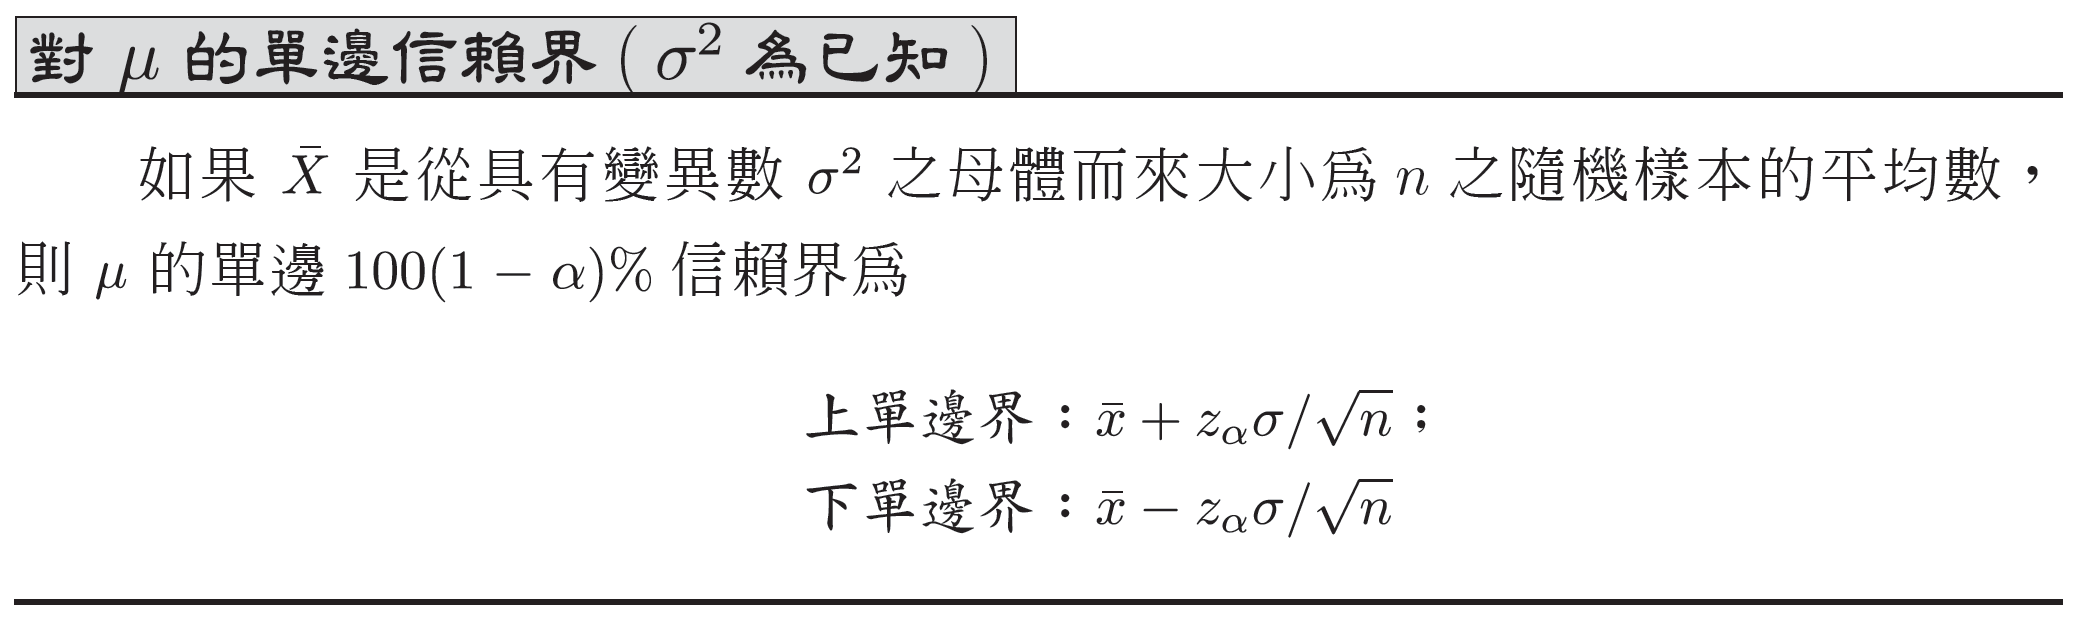 對 μ 的單邊信賴界 ( σ² 為已知 )
如果 X̄ 是從具有變異數 σ² 之母體而來大小為 n 之隨機樣本的平均數，
則 μ 的單邊 100(1 − α)% 信賴界為
上單邊界：x̄ + z_α σ/√n；
下單邊界：x̄ − z_α σ/√n